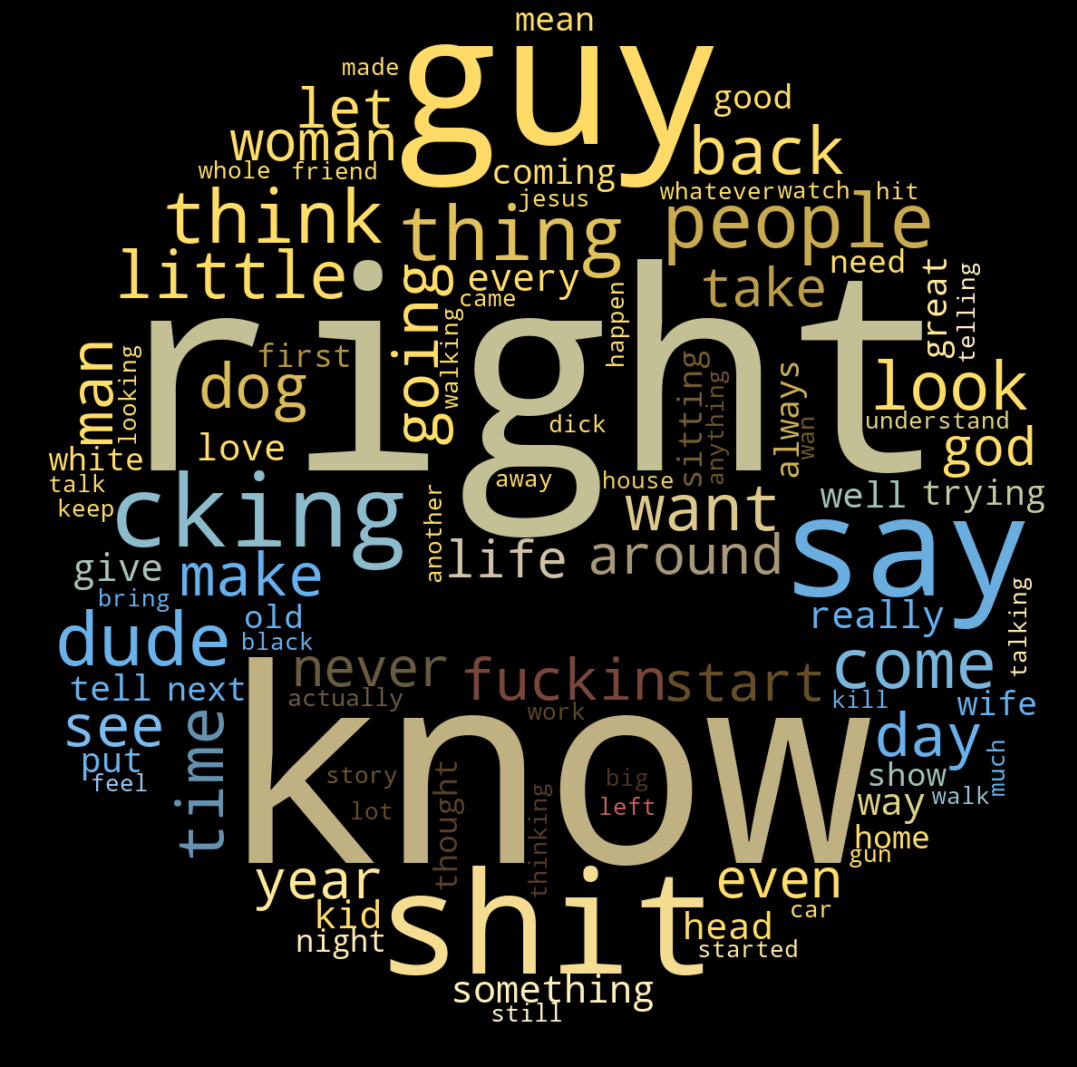 mean
guy
made
good
let
woman
back
whole
friend
coming
whatever
watch
hit
jesus
think
thing
people
little
every
need
take
great
telling
came
going
walking
happen
right
first
dog
man
looking
sitting
anything
always
wan
look
understand
dick
love
god
white
talk
keep
away
house
cking
another
want
well
trying
say
life
around
give
make
bring
old
black
dude
really
talking
never
fuckin
start
come
tell
next
actually
work
kill
wife
see
time
know
day
much
put
feel
story
lot
thought
thinking
big
left
show
way
walk
home
gun
year
shit
even
kid
car
head
night
started
something
still